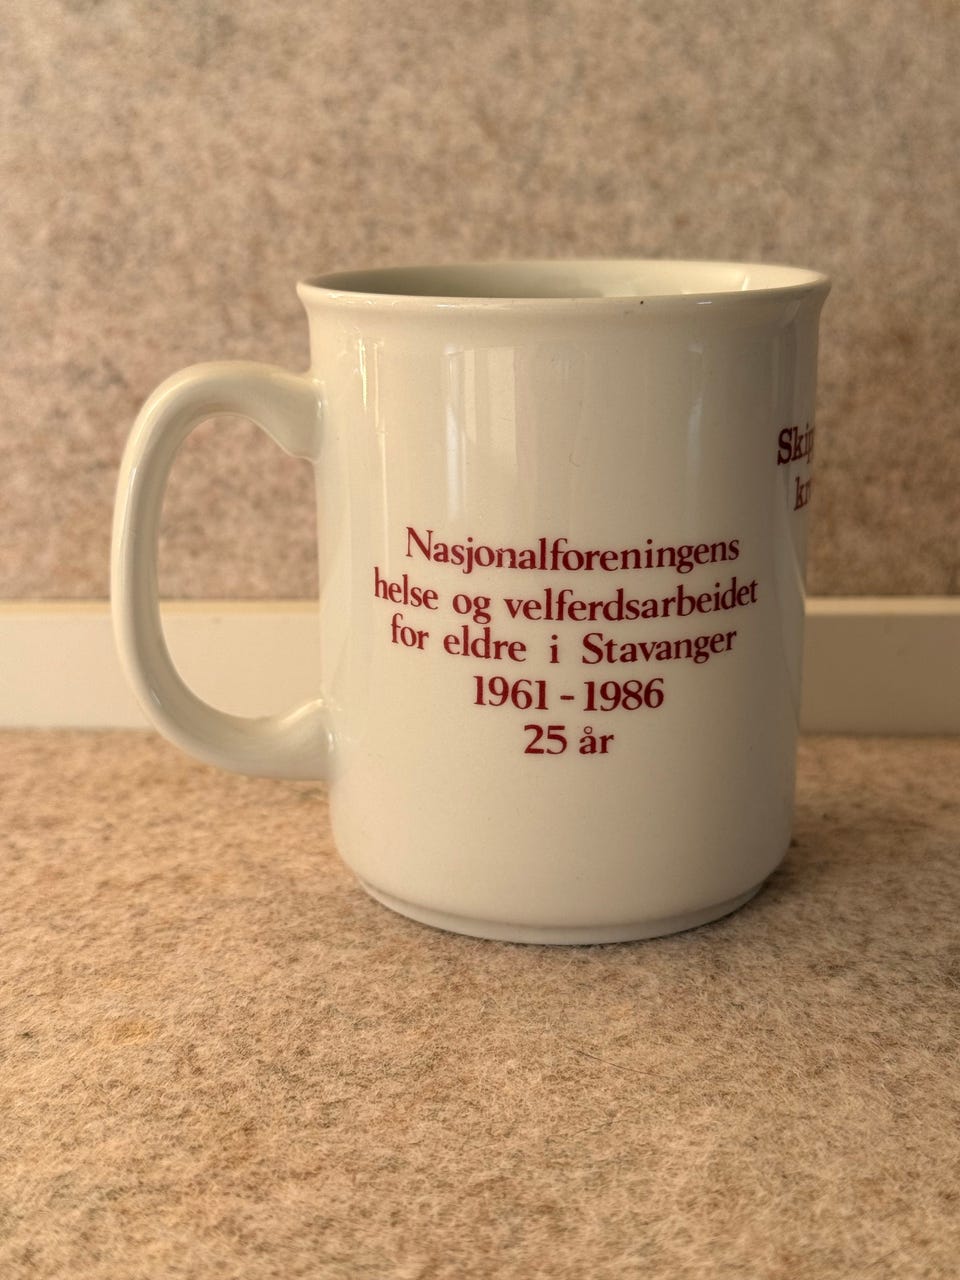 Nasjonalforeningens
helse og velferdsarbeidet
for eldre i Stavanger
1961 - 1986
25 år